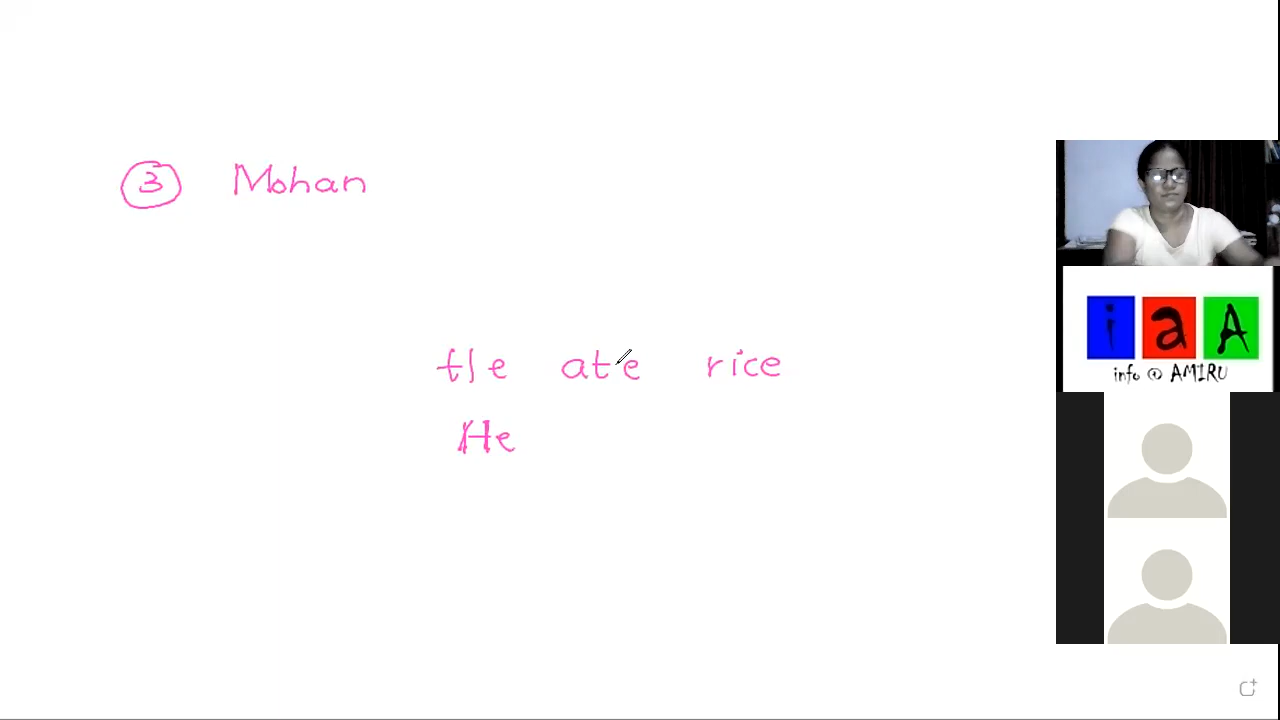 3 Mohan
He ate rice
He
i a A
info @ AMIRU